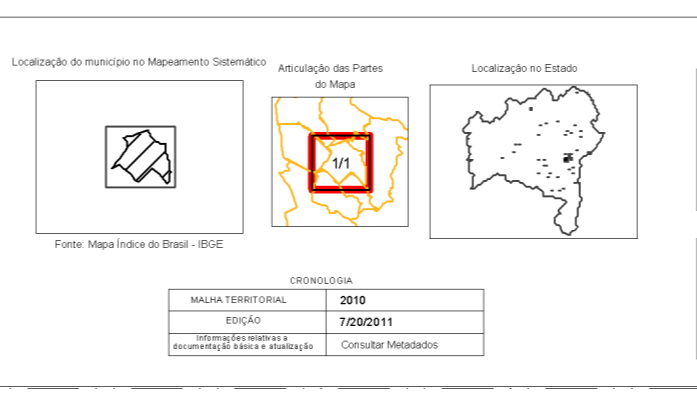 Localização do município no Mapeamento Sistemático
Articulação das Partes
do Mapa
Localização no Estado
1/1
Fonte: Mapa Índice do Brasil - IBGE
CRONOLOGIA
MALHA TERRITORIAL 2010
EDIÇÃO 7/20/2011
Informações relativas a
documentação básica e atualização Consultar Metadados